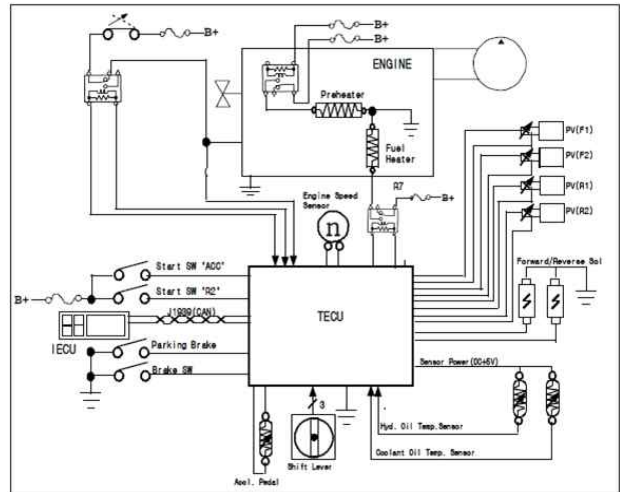 B+
B+
B+
ENGINE
Preheater
Fuel
Heater
PV(F1)
PV(F2)
PV(R1)
PV(R2)
R7
B+
Engine Speed
Sensor
n
Forward/Reverse Sol
Start SW "ACC"
Start SW "R2"
B+
J1939(CAN)
IECU
TECU
Parking Brake
Brake SW
Sensor Power(DC+5V)
3
Hyd. Oil Temp.Sensor
Coolant Oil Temp. Sensor
Shift Lever
Accl. Pedal